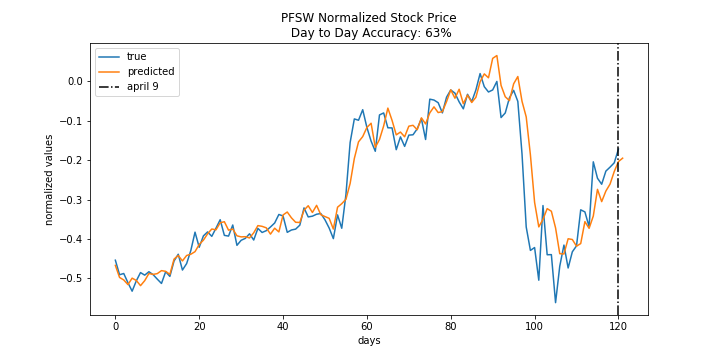 PFSW Normalized Stock Price
Day to Day Accuracy: 63%
true
predicted
april 9
normalized values
0.0
−0.1
−0.2
−0.3
−0.4
−0.5
0 20 40 60 80 100 120
days